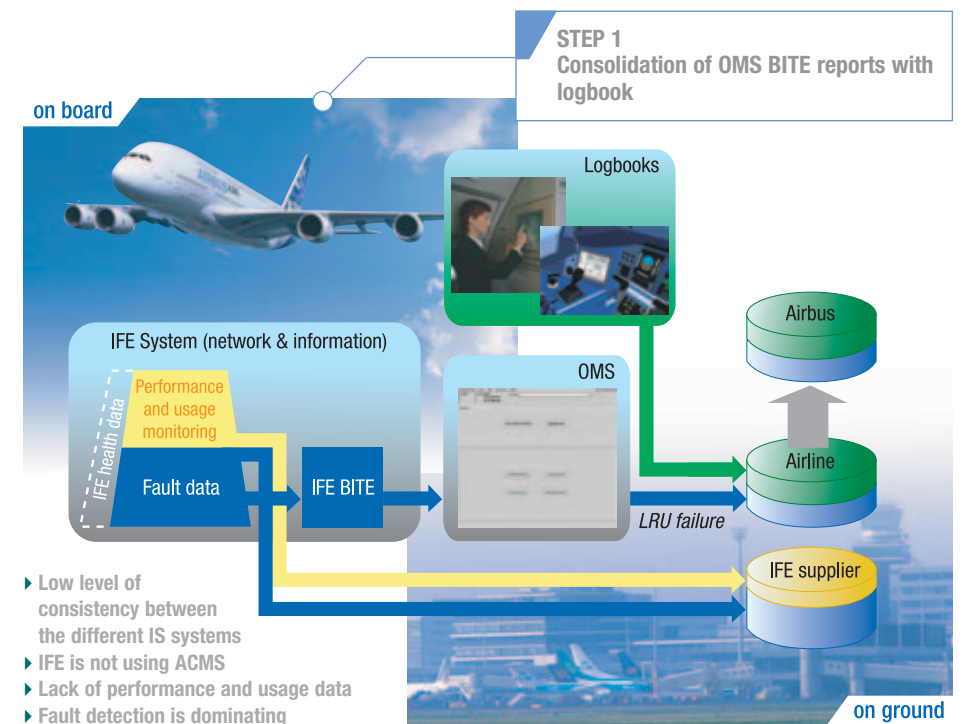 STEP 1
Consolidation of OMS BITE reports with
logbook
on board
Logbooks
Airbus
IFE System (network & information)
OMS
Performance
and usage
monitoring
IFE health data
Fault data
IFE BITE
Airline
LRU failure
IFE supplier
Low level of
consistency between
the different IS systems
IFE is not using ACMS
Lack of performance and usage data
Fault detection is dominating
on ground